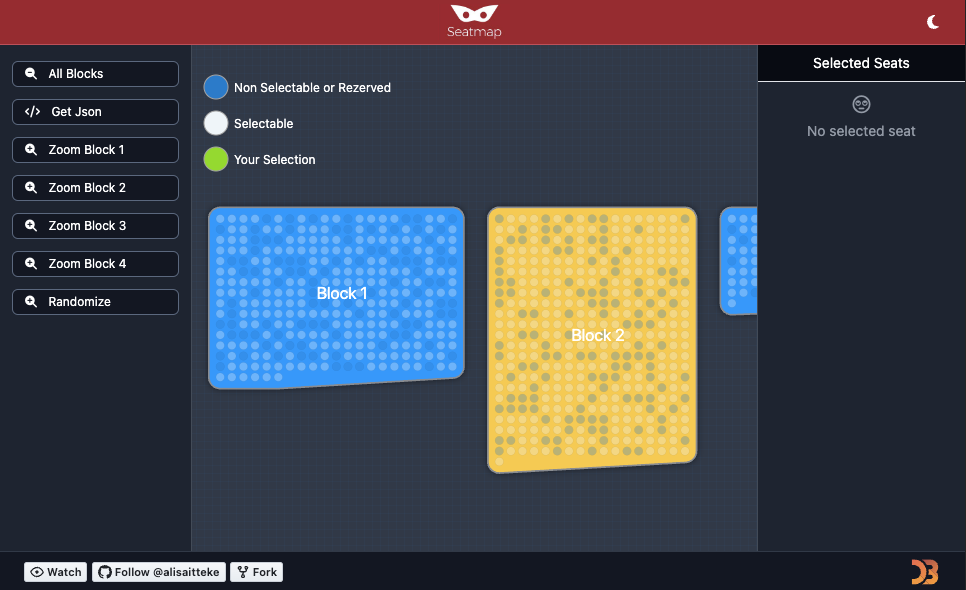 Seatmap
All Blocks
Get Json
Zoom Block 1
Zoom Block 2
Zoom Block 3
Zoom Block 4
Randomize
Non Selectable or Rezerved
Selectable
Your Selection
Block 1
Block 2
Selected Seats
No selected seat
Watch
Follow @alisaitteke
Fork